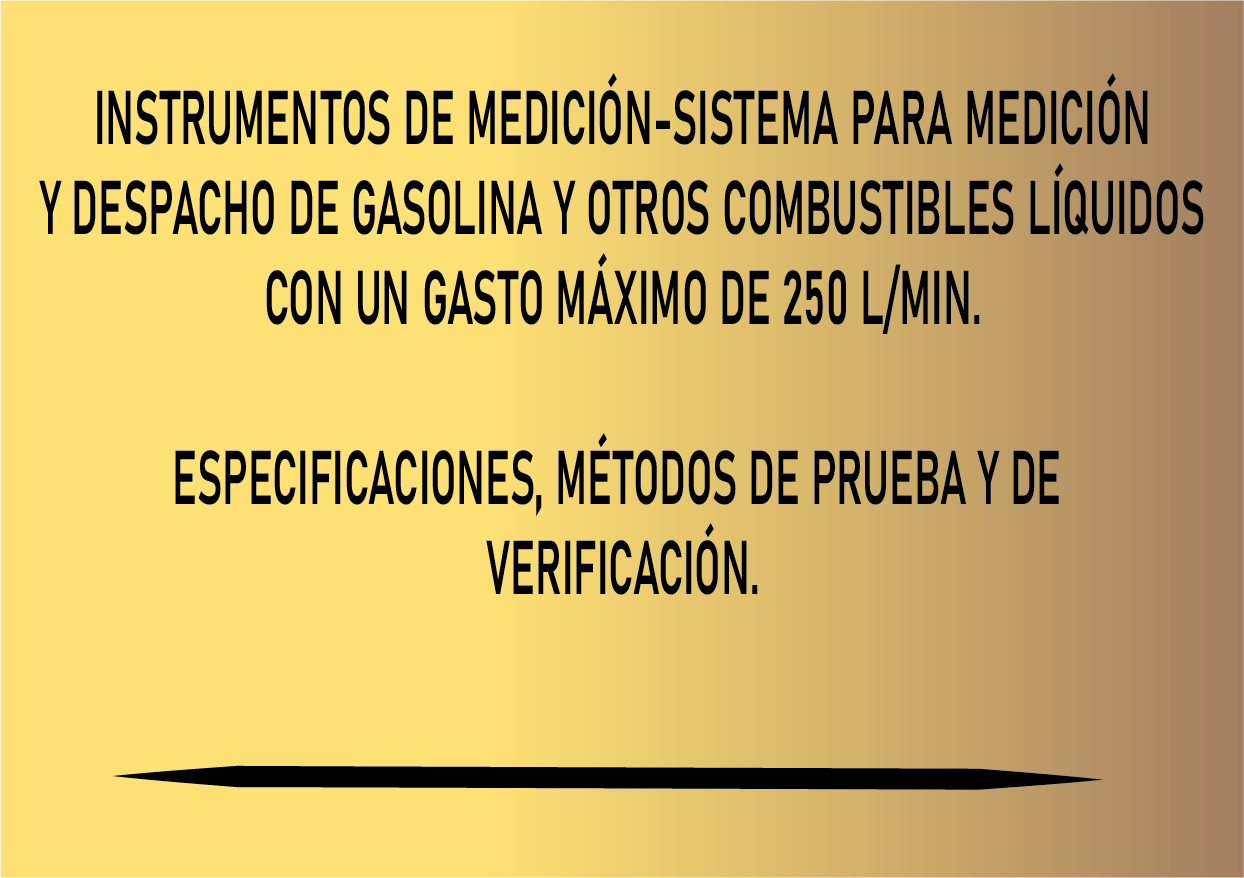 INSTRUMENTOS DE MEDICIÓN-SISTEMA PARA MEDICIÓN
Y DESPACHO DE GASOLINA Y OTROS COMBUSTIBLES LÍQUIDOS
CON UN GASTO MÁXIMO DE 250 L/MIN.
ESPECIFICACIONES, MÉTODOS DE PRUEBA Y DE
VERIFICACIÓN.